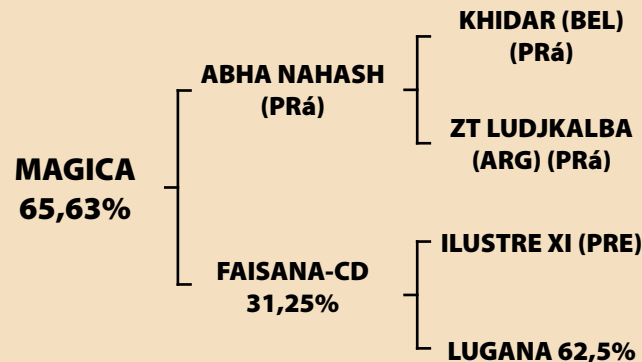 MAGICA
65,63%
ABHA NAHASH
(PRá)
FAISANA-CD
31,25%
KHIDAR (BEL)
(PRá)
ZT LUDJKALBA
(ARG) (PRá)
ILUSTRE XI (PRE)
LUGANA 62,5%